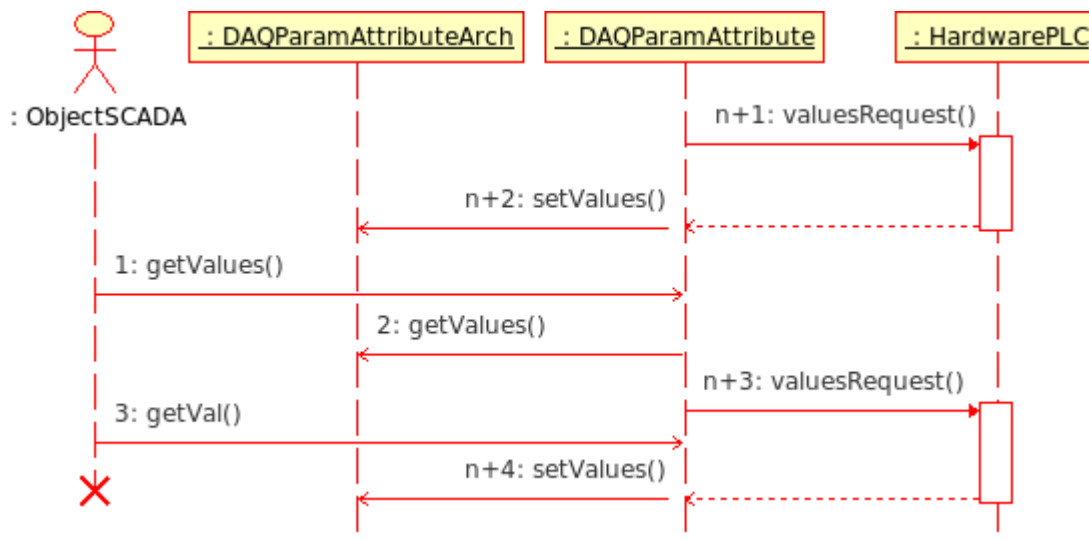 : DAQParamAttributeArch
: DAQParamAttribute
: HardwarePLC
: ObjectSCADA
n+1: valuesRequest()
n+2: setValues()
1: getValues()
2: getValues()
n+3: valuesRequest()
3: getVal()
n+4: setValues()